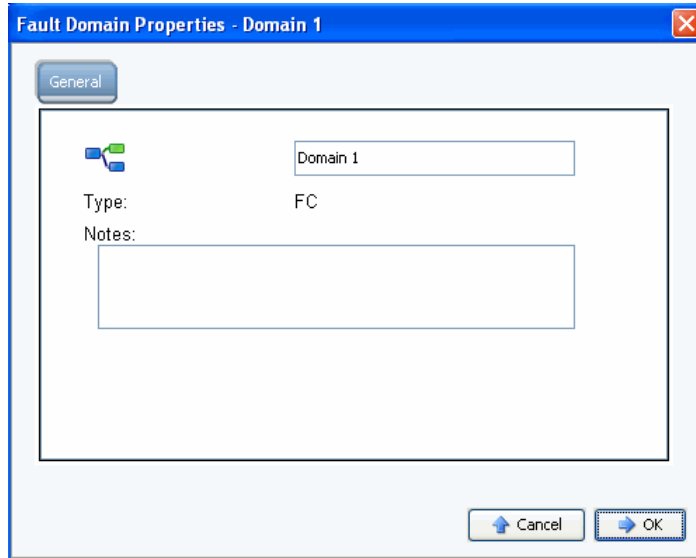 Fault Domain Properties - Domain 1
General
Domain 1
Type: FC
Notes:
Cancel OK